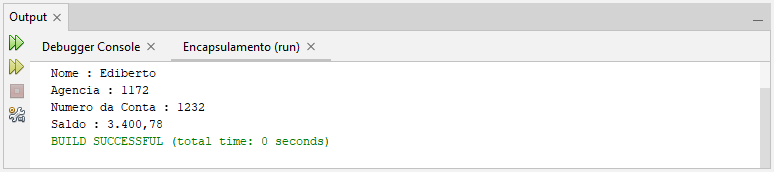 Output
Debugger Console
Encapsulamento (run)
Nome : Ediberto
Agencia : 1172
Numero da Conta : 1232
Saldo : 3.400,78
BUILD SUCCESSFUL (total time: 0 seconds)